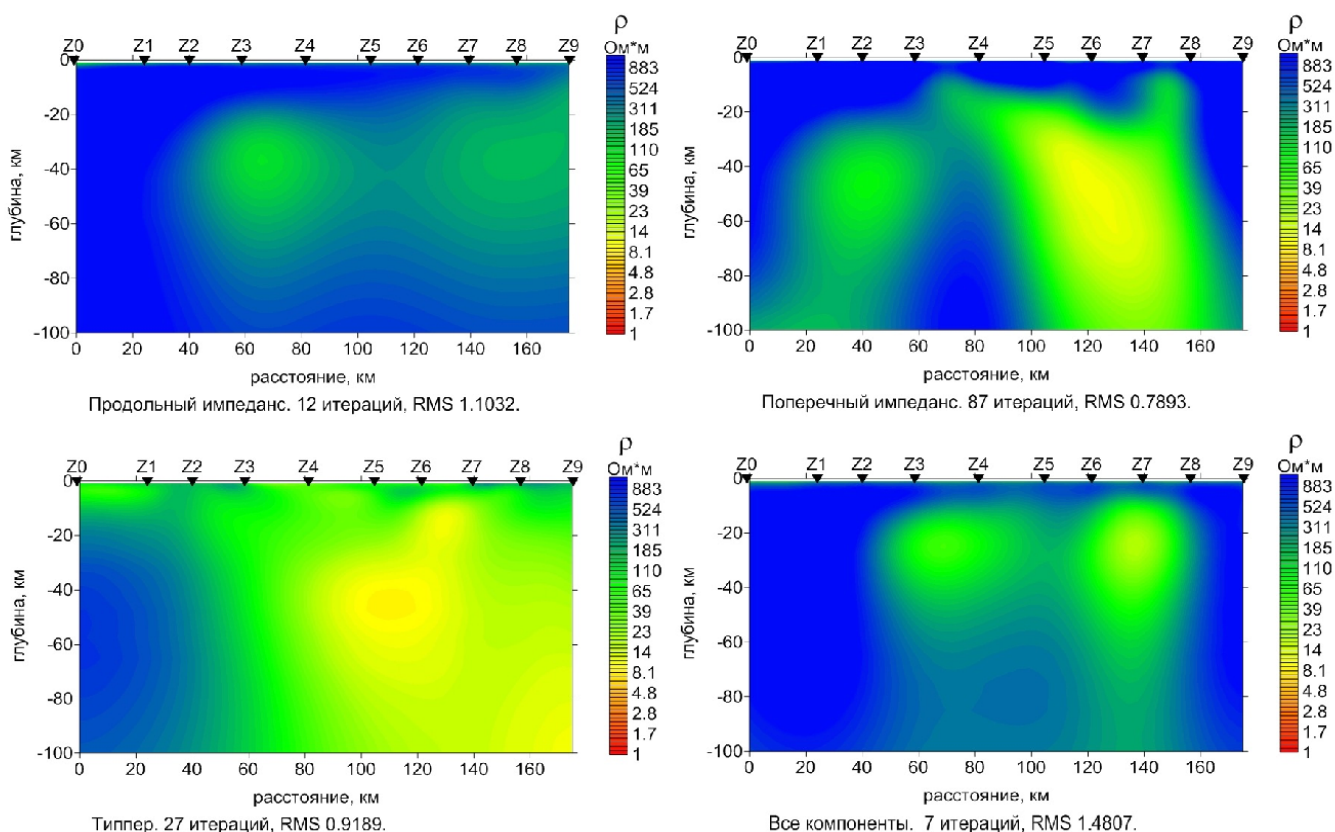 ρ
Ом*м
Z0 Z1 Z2 Z3 Z4 Z5 Z6 Z7 Z8 Z9
0
-20
-40
-60
-80
-100
глубина, км
0 20 40 60 80 100 120 140 160
расстояние, км
883
524
311
185
110
65
39
23
14
8.1
4.8
2.8
1.7
1
Продольный импеданс. 12 итераций, RMS 1.1032.
ρ
Ом*м
Z0 Z1 Z2 Z3 Z4 Z5 Z6 Z7 Z8 Z9
0
-20
-40
-60
-80
-100
глубина, км
0 20 40 60 80 100 120 140 160
расстояние, км
883
524
311
185
110
65
39
23
14
8.1
4.8
2.8
1.7
1
Поперечный импеданс. 87 итераций, RMS 0.7893.
ρ
Ом*м
Z0 Z1 Z2 Z3 Z4 Z5 Z6 Z7 Z8 Z9
0
-20
-40
-60
-80
-100
глубина, км
0 20 40 60 80 100 120 140 160
расстояние, км
883
524
311
185
110
65
39
23
14
8.1
4.8
2.8
1.7
1
Типпер. 27 итераций, RMS 0.9189.
ρ
Ом*м
Z0 Z1 Z2 Z3 Z4 Z5 Z6 Z7 Z8 Z9
0
-20
-40
-60
-80
-100
глубина, км
0 20 40 60 80 100 120 140 160
расстояние, км
883
524
311
185
110
65
39
23
14
8.1
4.8
2.8
1.7
1
Все компоненты. 7 итераций, RMS 1.4807.